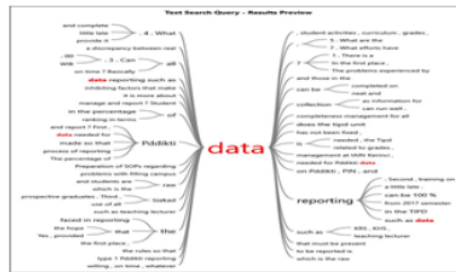 Text Search Query - Results Preview
and complete
little late
provide it
. 4 . What
a discrepancy between real
. 3 . Can
will
on time ? Basically
all
data reporting such as
inhibiting factors that make
it is more about
manage and report ? Student
in the percentage
ranking in terms
of
and report ? First ,
data needed for
made so that
process of reporting
The percentage of
Pddikti
Preparation of SOPs regarding
problems with filling campus
and students are
which is the
raw
prospective graduates . Third ,
use of all
such as teaching lecturer
Siakad
faced in reporting
the hope
Yes , provided
that
the first place ,
the
the rules so that
type 1 Pddikti reporting
willing , on time , whatever
data
, student activities , curriculum , grades ,
. 5 . What are the
. 7 . What efforts have
. 1 . There is a
In the first place ,
The problems experienced by
?
and those in the
can be
completed on
neat and
collection
as information for
can run well .
completeness management for all
does the tipd unit
has not been fixed ,
is
needed , the Tipd
related to grades ,
management at IAIN Kerinci ,
needed for Pddikti data
on Pddikti , PIN , and
reporting
, Second , training on
a little late ,
can be 100 %
from 2017 semester
in the TIPD
such as data
such as
KRS , KHS ,
teaching lecturer
that must be present
to be reported is
which is the raw